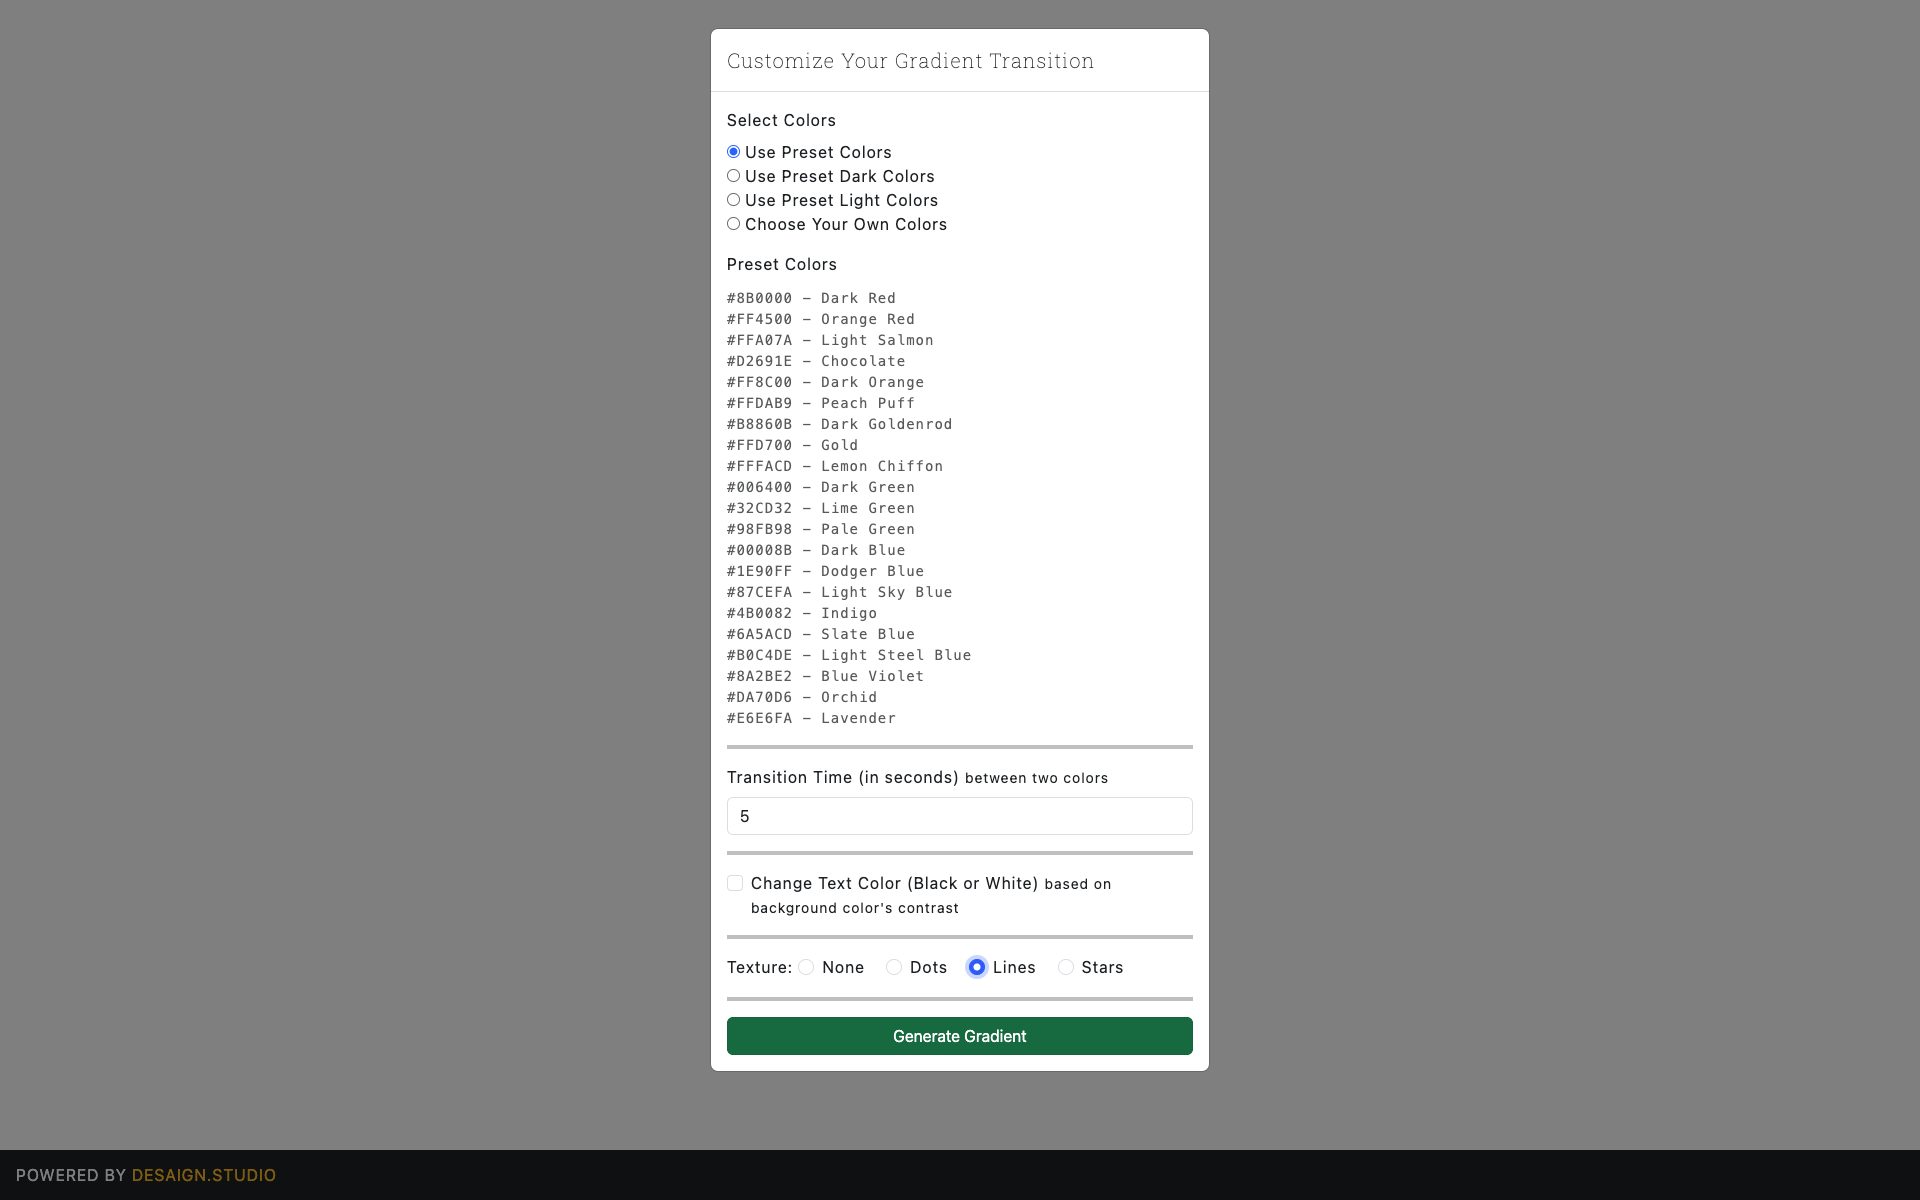 Customize Your Gradient Transition
Select Colors
Use Preset Colors
Use Preset Dark Colors
Use Preset Light Colors
Choose Your Own Colors
Preset Colors
#8B0000 – Dark Red
#FF4500 – Orange Red
#FFA07A – Light Salmon
#D2691E – Chocolate
#FF8C00 – Dark Orange
#FFDAB9 – Peach Puff
#B8860B – Dark Goldenrod
#FFD700 – Gold
#FFFACD – Lemon Chiffon
#006400 – Dark Green
#32CD32 – Lime Green
#98FB98 – Pale Green
#00008B – Dark Blue
#1E90FF – Dodger Blue
#87CEFA – Light Sky Blue
#4B0082 – Indigo
#6A5ACD – Slate Blue
#B0C4DE – Light Steel Blue
#8A2BE2 – Blue Violet
#DA70D6 – Orchid
#E6E6FA – Lavender
Transition Time (in seconds) between two colors
5
Change Text Color (Black or White) based on
background color's contrast
Texture: None Dots Lines Stars
Generate Gradient
POWERED BY DESAIGN.STUDIO